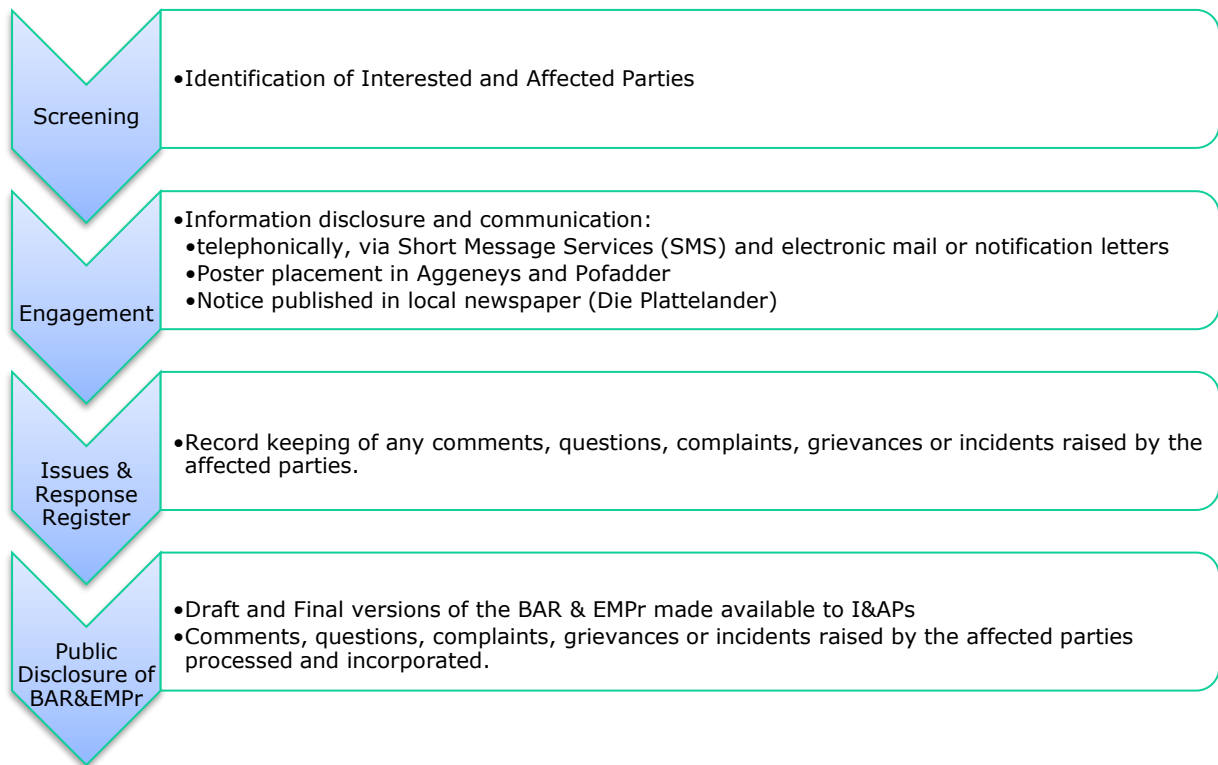 Screening
•Identification of Interested and Affected Parties
Engagement
•Information disclosure and communication:
•telephonically, via Short Message Services (SMS) and electronic mail or notification letters
•Poster placement in Aggeneys and Pofadder
•Notice published in local newspaper (Die Plattelander)
Issues &
Response
Register
•Record keeping of any comments, questions, complaints, grievances or incidents raised by the
affected parties.
Public
Disclosure of
BAR&EMPr
•Draft and Final versions of the BAR & EMPr made available to I&APs
•Comments, questions, complaints, grievances or incidents raised by the affected parties
processed and incorporated.